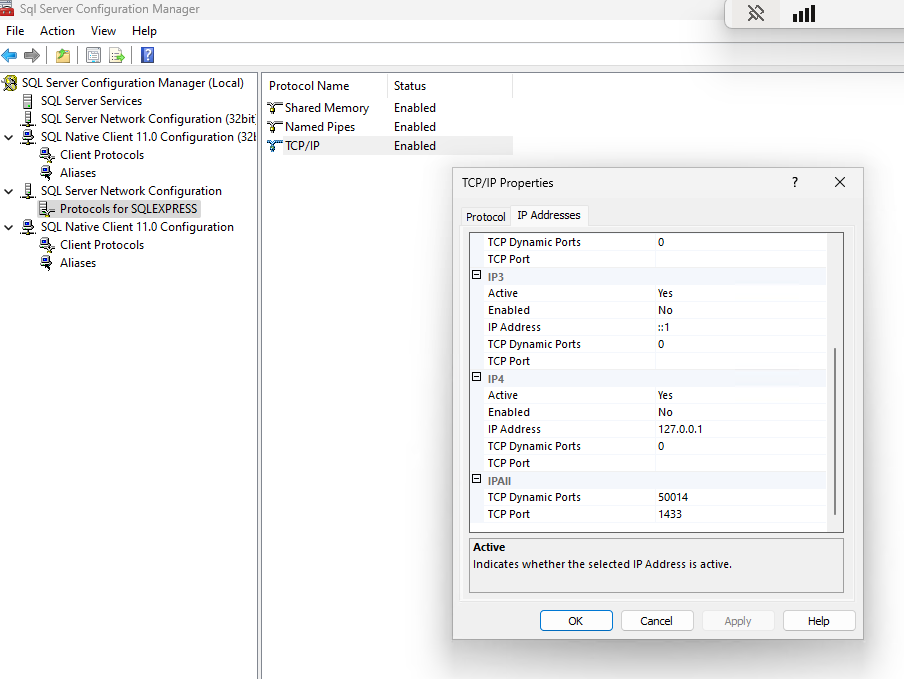 Sql Server Configuration Manager
File Action View Help
SQL Server Configuration Manager (Local)
SQL Server Services
SQL Server Network Configuration (32bit
SQL Native Client 11.0 Configuration (32b
Client Protocols
Aliases
SQL Server Network Configuration
Protocols for SQLEXPRESS
SQL Native Client 11.0 Configuration
Client Protocols
Aliases
Protocol Name Status
Shared Memory Enabled
Named Pipes Enabled
TCP/IP Enabled
TCP/IP Properties
Protocol IP Addresses
TCP Dynamic Ports 0
TCP Port
IP3
Active Yes
Enabled No
IP Address ::1
TCP Dynamic Ports 0
TCP Port
IP4
Active Yes
Enabled No
IP Address 127.0.0.1
TCP Dynamic Ports 0
TCP Port
IPAll
TCP Dynamic Ports 50014
TCP Port 1433
Active
Indicates whether the selected IP Address is active.
OK Cancel Apply Help